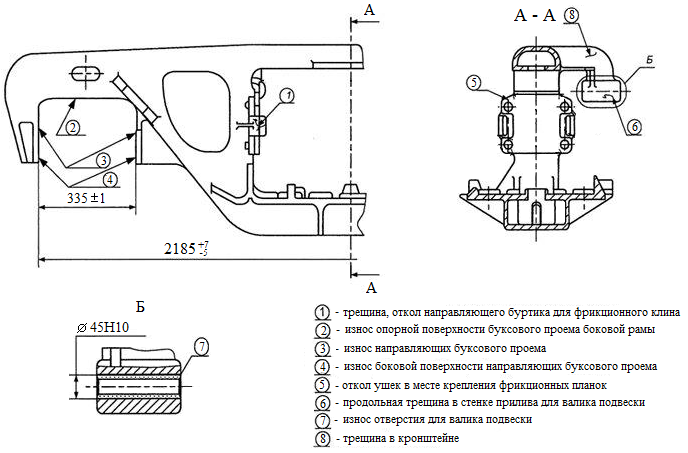 А
А - А
8
Б
5
1
6
2
3
4
335 ±1
2185 +7 -5
А
Б
⌀ 45Н10
7
1 - трещина, откол направляющего буртика для фрикционного клина
2 - износ опорной поверхности буксового проема боковой рамы
3 - износ направляющих буксового проема
4 - износ боковой поверхности направляющих буксового проема
5 - откол ушек в месте крепления фрикционных планок
6 - продольная трещина в стенке прилива для валика подвески
7 - износ отверстия для валика подвески
8 - трещина в кронштейне